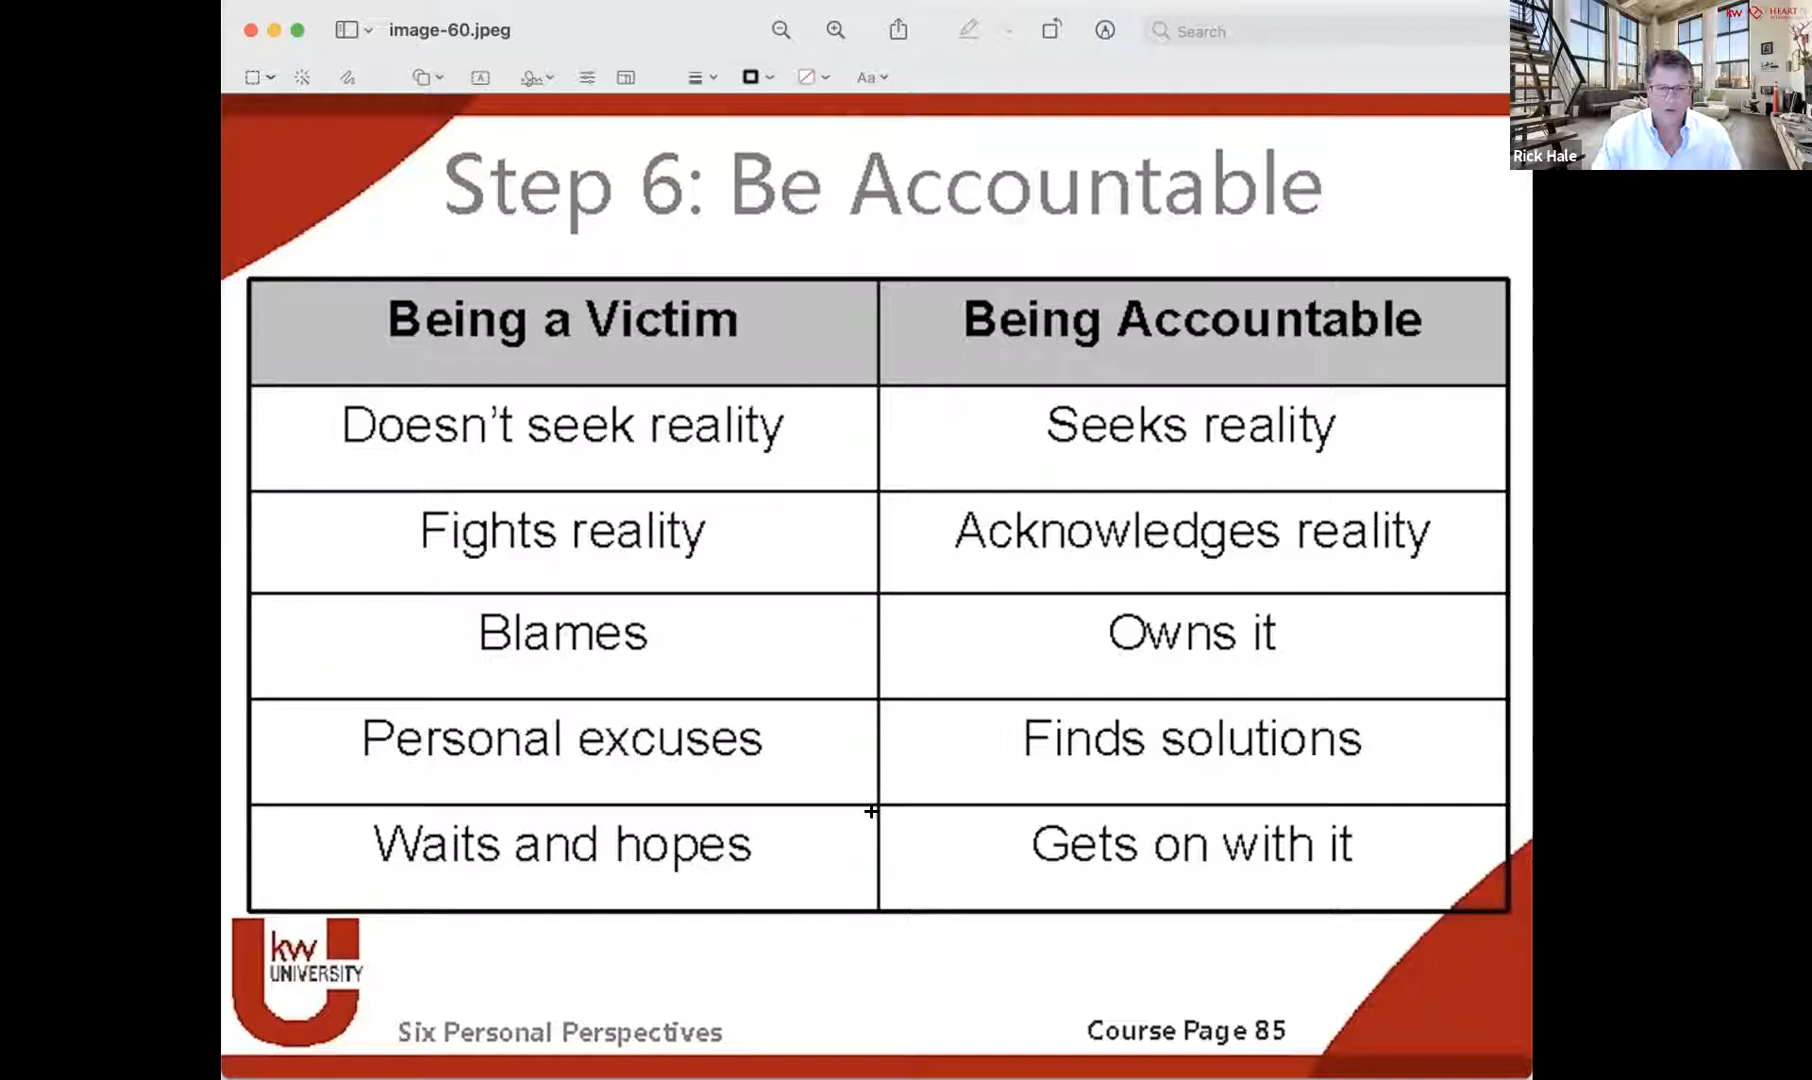 image-60.jpeg
Search
Aa
kw HEART
Rick Hale
Step 6: Be Accountable
Being a Victim
Being Accountable
Doesn't seek reality
Seeks reality
Fights reality
Acknowledges reality
Blames
Owns it
Personal excuses
Finds solutions
Waits and hopes
Gets on with it
kw
UNIVERSITY
Six Personal Perspectives
Course Page 85